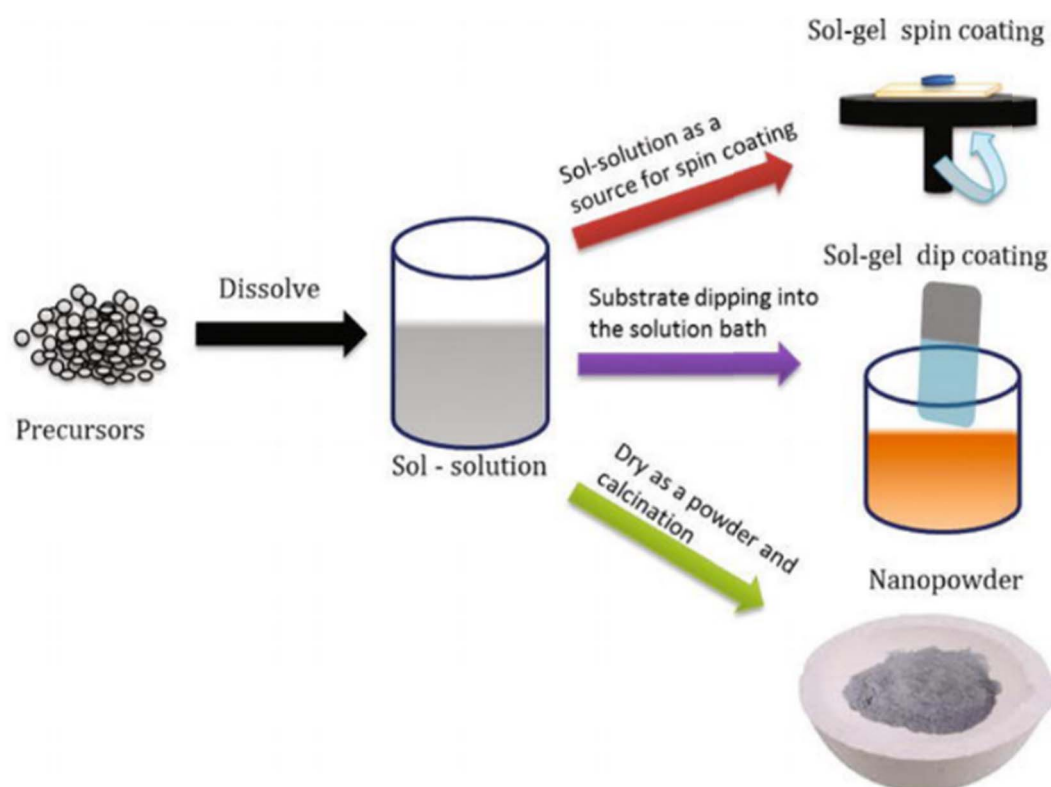 Sol-gel spin coating
Sol-solution as a
source for spin coating
Sol-gel dip coating
Dissolve
Substrate dipping into
the solution bath
Precursors
Sol - solution
Dry as a powder and
calcination
Nanopowder